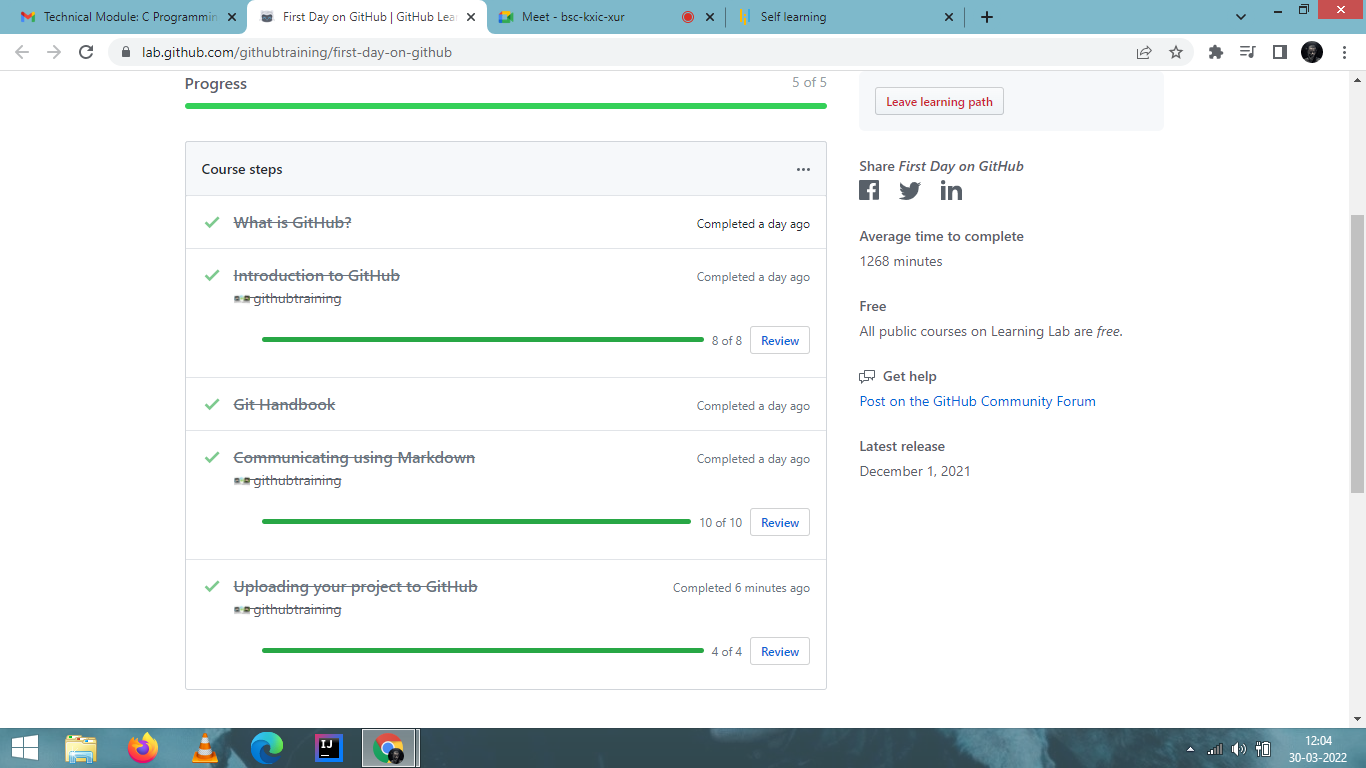 Technical Module: C Programmin
First Day on GitHub | GitHub Lea
Meet - bsc-kxic-xur
Self learning
lab.github.com/githubtraining/first-day-on-github
Progress
5 of 5
Course steps
What is GitHub?
Completed a day ago
Introduction to GitHub
Completed a day ago
githubtraining
8 of 8
Review
Git Handbook
Completed a day ago
Communicating using Markdown
Completed a day ago
githubtraining
10 of 10
Review
Uploading your project to GitHub
Completed 6 minutes ago
githubtraining
4 of 4
Review
Leave learning path
Share First Day on GitHub
Average time to complete
1268 minutes
Free
All public courses on Learning Lab are free.
Get help
Post on the GitHub Community Forum
Latest release
December 1, 2021
IJ
12:04
30-03-2022